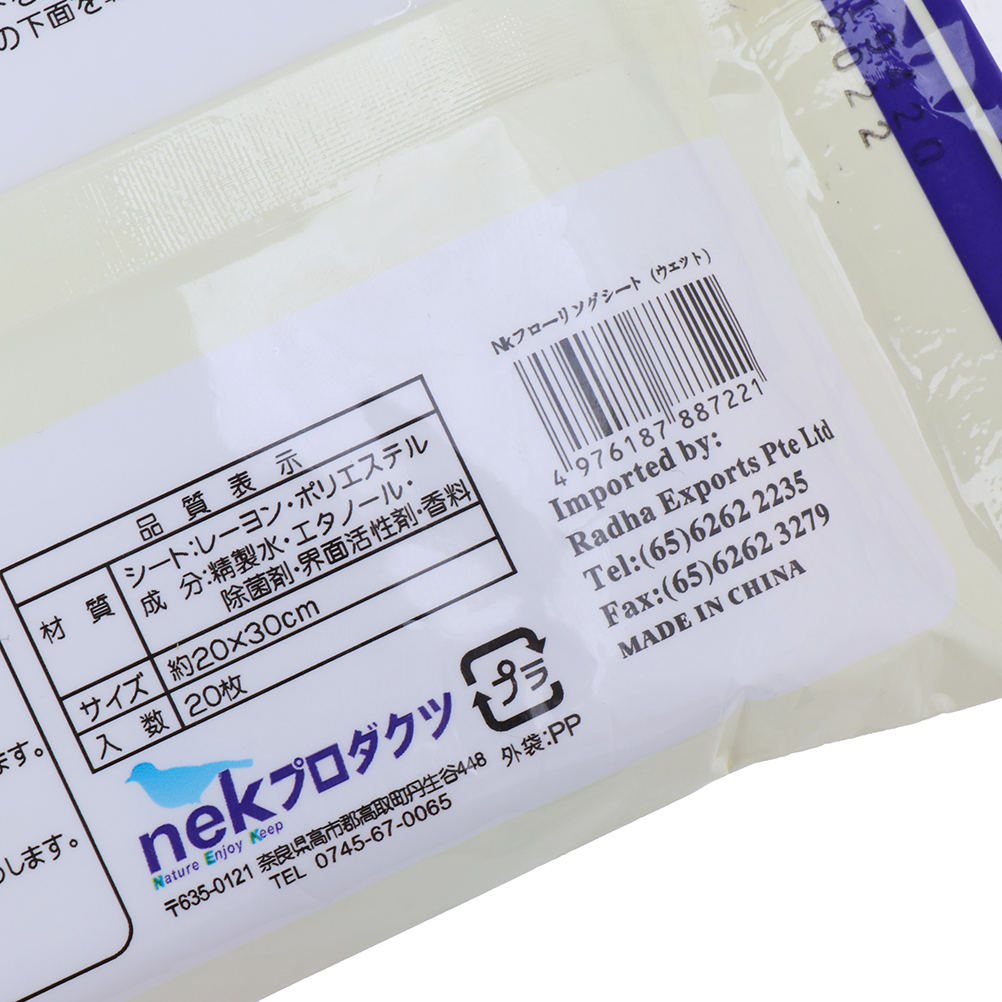 の下面を
2022
Nkフローリングシート（ウエット）
4 976187 887221
Imported by:
Radha Exports Pte Ltd
Tel:(65)6262 2235
Fax:(65)6262 3279
MADE IN CHINA
品質表示
材質 シート:レーヨン・ポリエステル
成分:精製水・エタノール・
除菌剤・界面活性剤・香料
サイズ 約20×30cm
入数 20枚
プラ
外袋:PP
ます。
します。
nekプロダクツ
Nature Enjoy Keep
〒635-0121 奈良県高市郡高取町丹生谷448
TEL 0745-67-0065